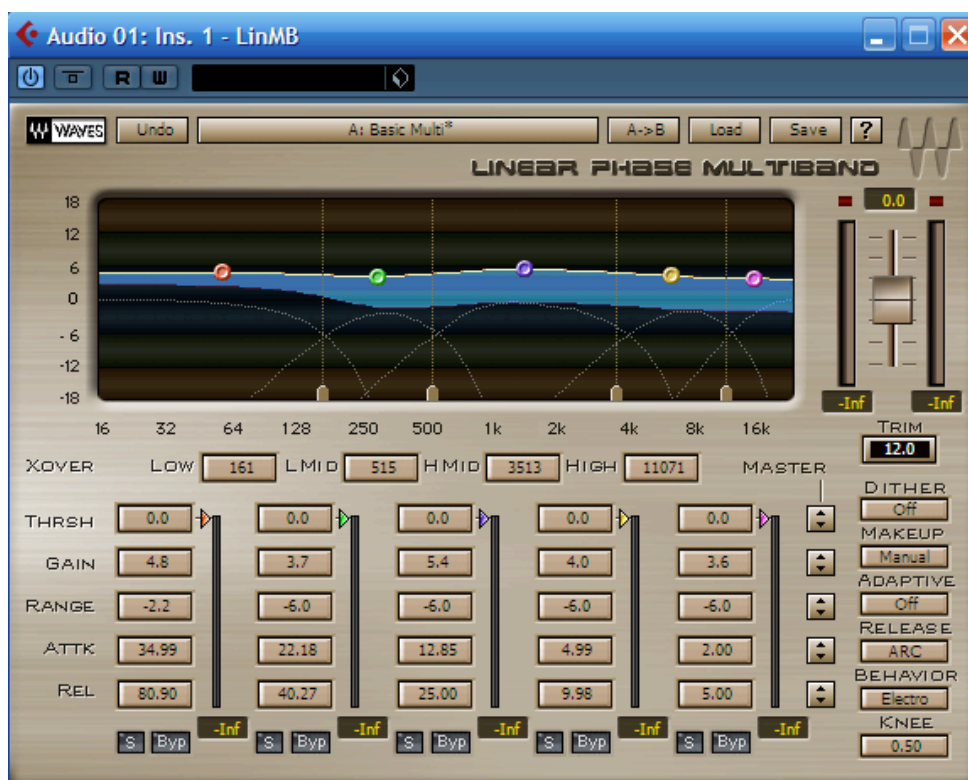 Audio 01: Ins. 1 - LinMB
R W
WAVES Undo A: Basic Multi* A->B Load Save ?
LINEAR PHASE MULTIBAND
0.0
18
12
6
0
- 6
-12
-18
-Inf -Inf
16 32 64 128 250 500 1k 2k 4k 8k 16k
TRIM
12.0
XOVER LOW 161 LMID 515 HMID 3513 HIGH 11071 MASTER
DITHER
Off
THRSH 0.0 0.0 0.0 0.0 0.0
MAKEUP
Manual
GAIN 4.8 3.7 5.4 4.0 3.6
ADAPTIVE
Off
RANGE -2.2 -6.0 -6.0 -6.0 -6.0
RELEASE
ARC
ATTK 34.99 22.18 12.85 4.99 2.00
BEHAVIOR
Electro
REL 80.90 40.27 25.00 9.98 5.00
KNEE
0.50
S Byp -Inf S Byp -Inf S Byp -Inf S Byp -Inf S Byp -Inf